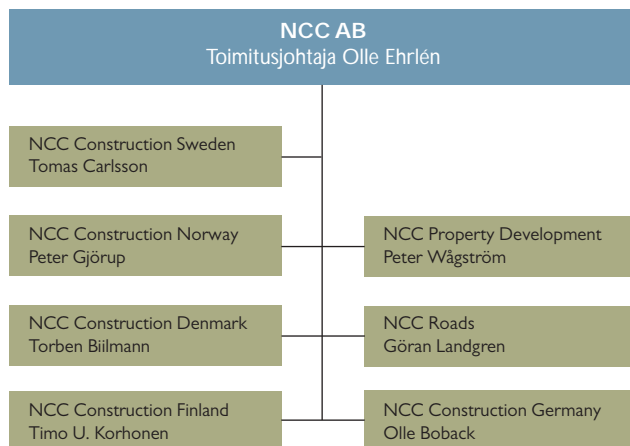 NCC AB
Toimitusjohtaja Olle Ehrlén
NCC Construction Sweden
Tomas Carlsson
NCC Construction Norway
Peter Gjörup
NCC Property Development
Peter Wågström
NCC Construction Denmark
Torben Biilmann
NCC Roads
Göran Landgren
NCC Construction Finland
Timo U. Korhonen
NCC Construction Germany
Olle Boback